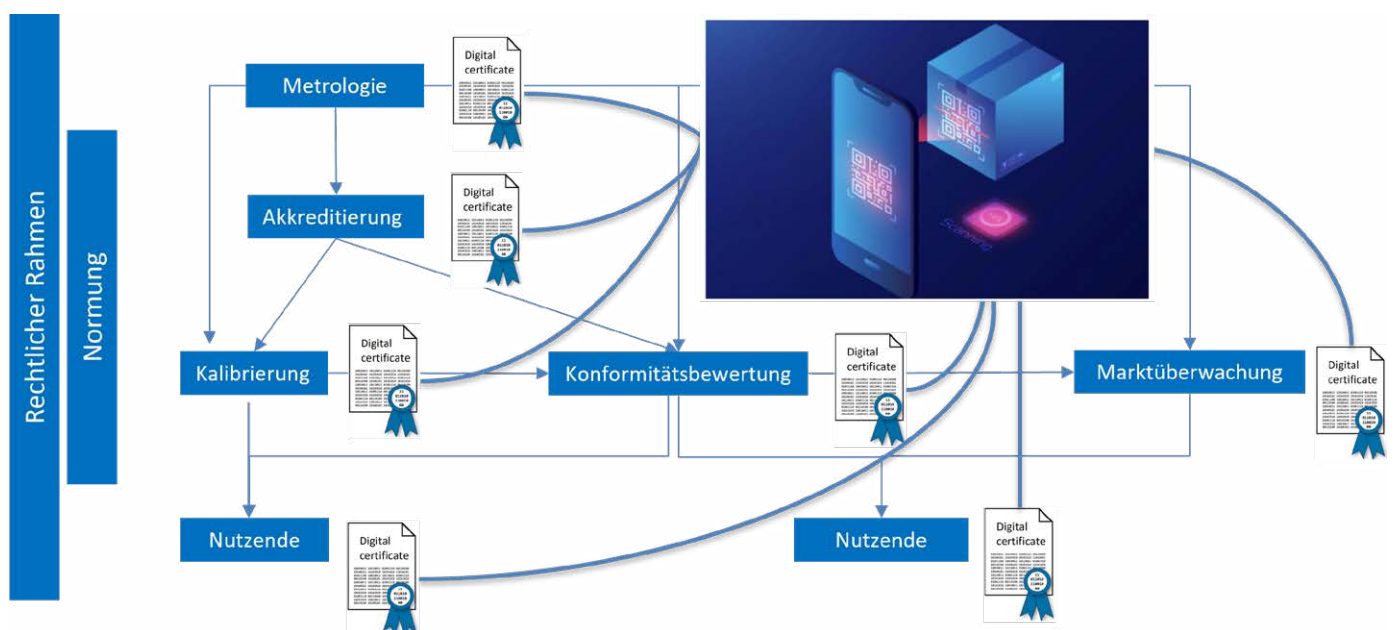 Rechtlicher Rahmen
Normung
Metrologie
Digital
certificate
Akkreditierung
Digital
certificate
Scanning
Kalibrierung
Digital
certificate
Konformitätsbewertung
Digital
certificate
Marktüberwachung
Digital
certificate
Nutzende
Digital
certificate
Nutzende
Digital
certificate